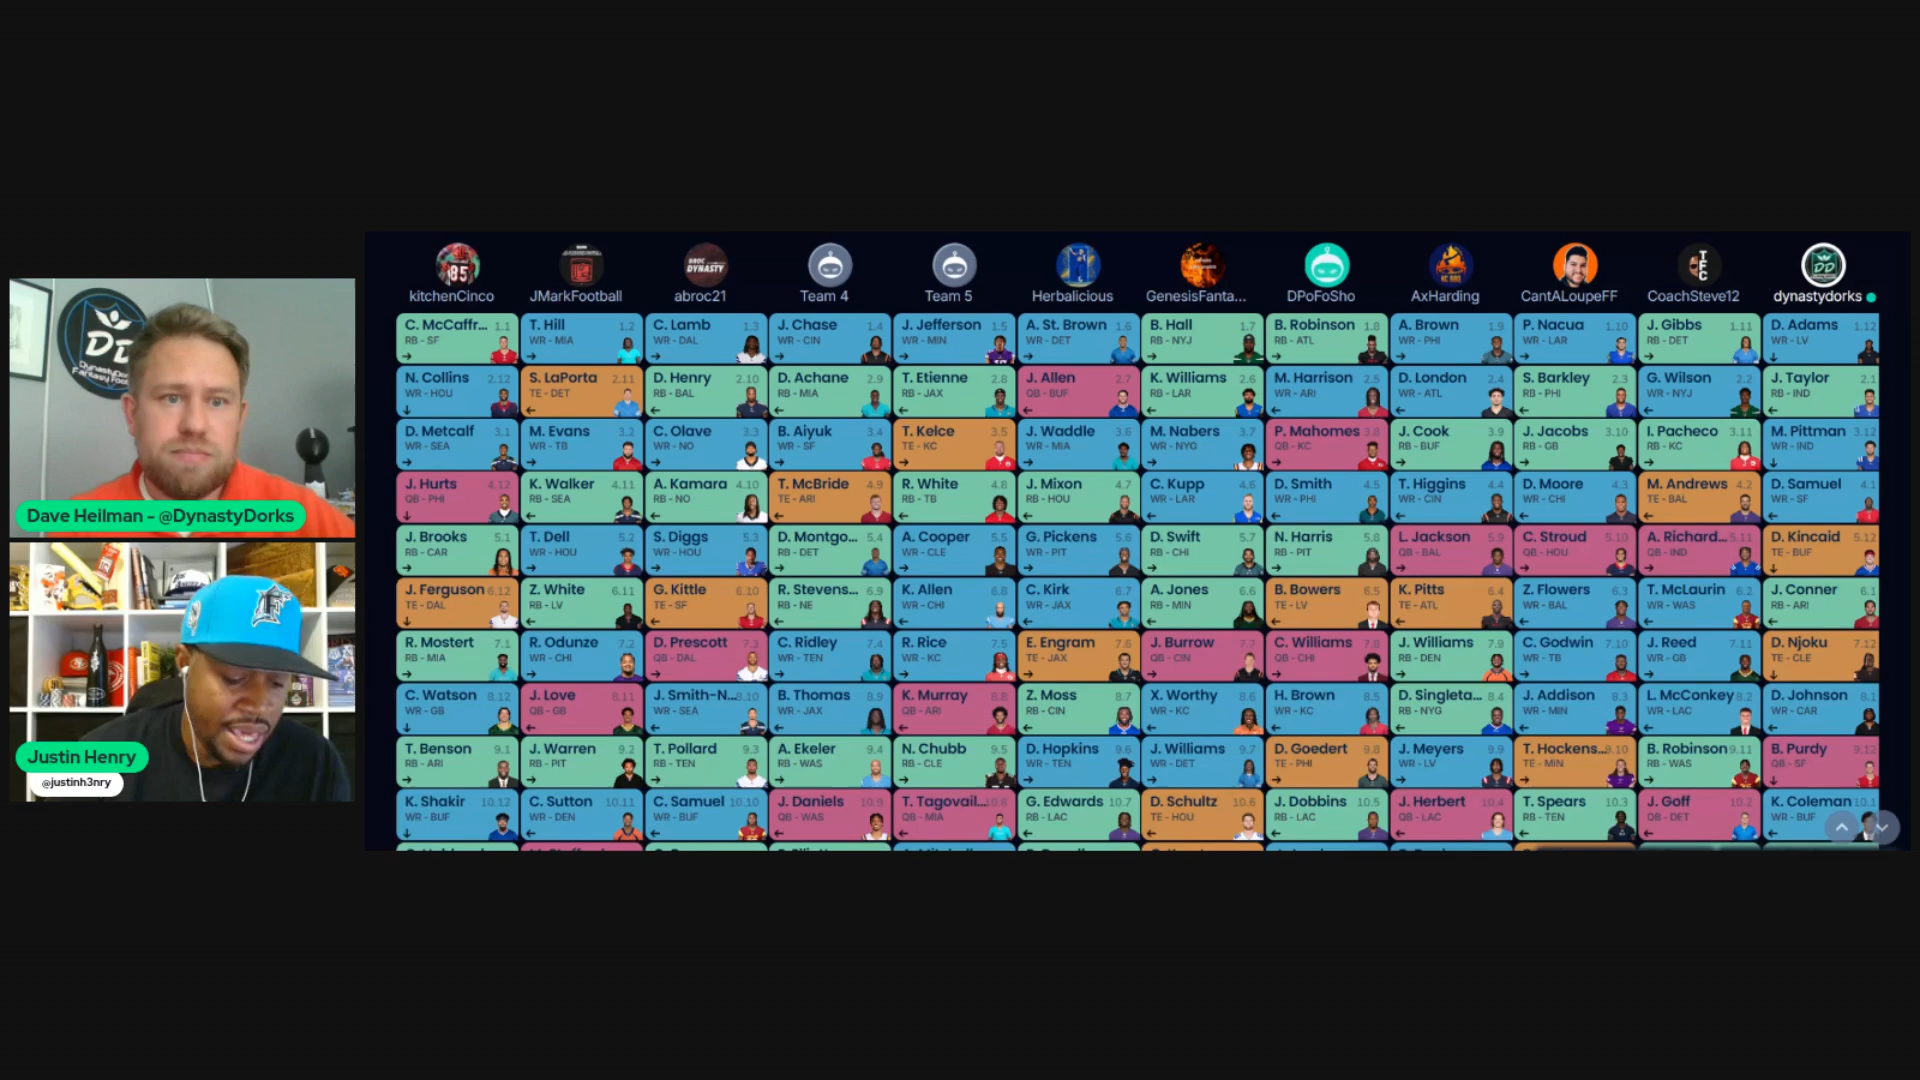 kitchenCinco
JMarkFootball
abroc21
Team 4
Team 5
Herbalicious
GenesisFanta...
DPoFoSho
AxHarding
CantALoupeFF
CoachSteve12
dynastydorks
C. McCaffr... 1.1
RB - SF
T. Hill 1.2
WR - MIA
C. Lamb 1.3
WR - DAL
J. Chase 1.4
WR - CIN
J. Jefferson 1.5
WR - MIN
A. St. Brown 1.6
WR - DET
B. Hall 1.7
RB - NYJ
B. Robinson 1.8
RB - ATL
A. Brown 1.9
WR - PHI
P. Nacua 1.10
WR - LAR
J. Gibbs 1.11
RB - DET
D. Adams 1.12
WR - LV
N. Collins 2.12
WR - HOU
S. LaPorta 2.11
TE - DET
D. Henry 2.10
RB - BAL
D. Achane 2.9
RB - MIA
T. Etienne 2.8
RB - JAX
J. Allen 2.7
QB - BUF
K. Williams 2.6
RB - LAR
M. Harrison 2.5
WR - ARI
D. London 2.4
WR - ATL
S. Barkley 2.3
RB - PHI
G. Wilson 2.2
WR - NYJ
J. Taylor 2.1
RB - IND
D. Metcalf 3.1
WR - SEA
M. Evans 3.2
WR - TB
C. Olave 3.3
WR - NO
B. Aiyuk 3.4
WR - SF
T. Kelce 3.5
TE - KC
J. Waddle 3.6
WR - MIA
M. Nabers 3.7
WR - NYG
P. Mahomes 3.8
QB - KC
J. Cook 3.9
RB - BUF
J. Jacobs 3.10
RB - GB
I. Pacheco 3.11
RB - KC
M. Pittman 3.12
WR - IND
J. Hurts 4.12
QB - PHI
K. Walker 4.11
RB - SEA
A. Kamara 4.10
RB - NO
T. McBride 4.9
TE - ARI
R. White 4.8
RB - TB
J. Mixon 4.7
RB - HOU
C. Kupp 4.6
WR - LAR
D. Smith 4.5
WR - PHI
T. Higgins 4.4
WR - CIN
D. Moore 4.3
WR - CHI
M. Andrews 4.2
TE - BAL
D. Samuel 4.1
WR - SF
J. Brooks 5.1
RB - CAR
T. Dell 5.2
WR - HOU
S. Diggs 5.3
WR - HOU
D. Montgo... 5.4
RB - DET
A. Cooper 5.5
WR - CLE
G. Pickens 5.6
WR - PIT
D. Swift 5.7
RB - CHI
N. Harris 5.8
RB - PIT
L. Jackson 5.9
QB - BAL
C. Stroud 5.10
QB - HOU
A. Richard... 5.11
QB - IND
D. Kincaid 5.12
TE - BUF
J. Ferguson 6.12
TE - DAL
Z. White 6.11
RB - LV
G. Kittle 6.10
TE - SF
R. Stevens... 6.9
RB - NE
K. Allen 6.8
WR - CHI
C. Kirk 6.7
WR - JAX
A. Jones 6.6
RB - MIN
B. Bowers 6.5
TE - LV
K. Pitts 6.4
TE - ATL
Z. Flowers 6.3
WR - BAL
T. McLaurin 6.2
WR - WAS
J. Conner 6.1
RB - ARI
R. Mostert 7.1
RB - MIA
R. Odunze 7.2
WR - CHI
D. Prescott 7.3
QB - DAL
C. Ridley 7.4
WR - TEN
R. Rice 7.5
WR - KC
E. Engram 7.6
TE - JAX
J. Burrow 7.7
QB - CIN
C. Williams 7.8
QB - CHI
J. Williams 7.9
RB - DEN
C. Godwin 7.10
WR - TB
J. Reed 7.11
WR - GB
D. Njoku 7.12
TE - CLE
C. Watson 8.12
WR - GB
J. Love 8.11
QB - GB
J. Smith-N... 8.10
WR - SEA
B. Thomas 8.9
WR - JAX
K. Murray 8.8
QB - ARI
Z. Moss 8.7
RB - CIN
X. Worthy 8.6
WR - KC
H. Brown 8.5
WR - KC
D. Singleta... 8.4
RB - NYG
J. Addison 8.3
WR - MIN
L. McConkey 8.2
WR - LAC
D. Johnson 8.1
WR - CAR
T. Benson 9.1
RB - ARI
J. Warren 9.2
RB - PIT
T. Pollard 9.3
RB - TEN
A. Ekeler 9.4
RB - WAS
N. Chubb 9.5
RB - CLE
D. Hopkins 9.6
WR - TEN
J. Williams 9.7
WR - DET
D. Goedert 9.8
TE - PHI
J. Meyers 9.9
WR - LV
T. Hockens... 9.10
TE - MIN
B. Robinson 9.11
RB - WAS
B. Purdy 9.12
QB - SF
K. Shakir 10.12
WR - BUF
C. Sutton 10.11
WR - DEN
C. Samuel 10.10
WR - BUF
J. Daniels 10.9
QB - WAS
T. Tagovail... 10.8
QB - MIA
G. Edwards 10.7
RB - LAC
D. Schultz 10.6
TE - HOU
J. Dobbins 10.5
RB - LAC
J. Herbert 10.4
QB - LAC
T. Spears 10.3
RB - TEN
J. Goff 10.2
QB - DET
K. Coleman 10.1
WR - BUF
Dave Heilman - @DynastyDorks
Justin Henry
@justinh3nry